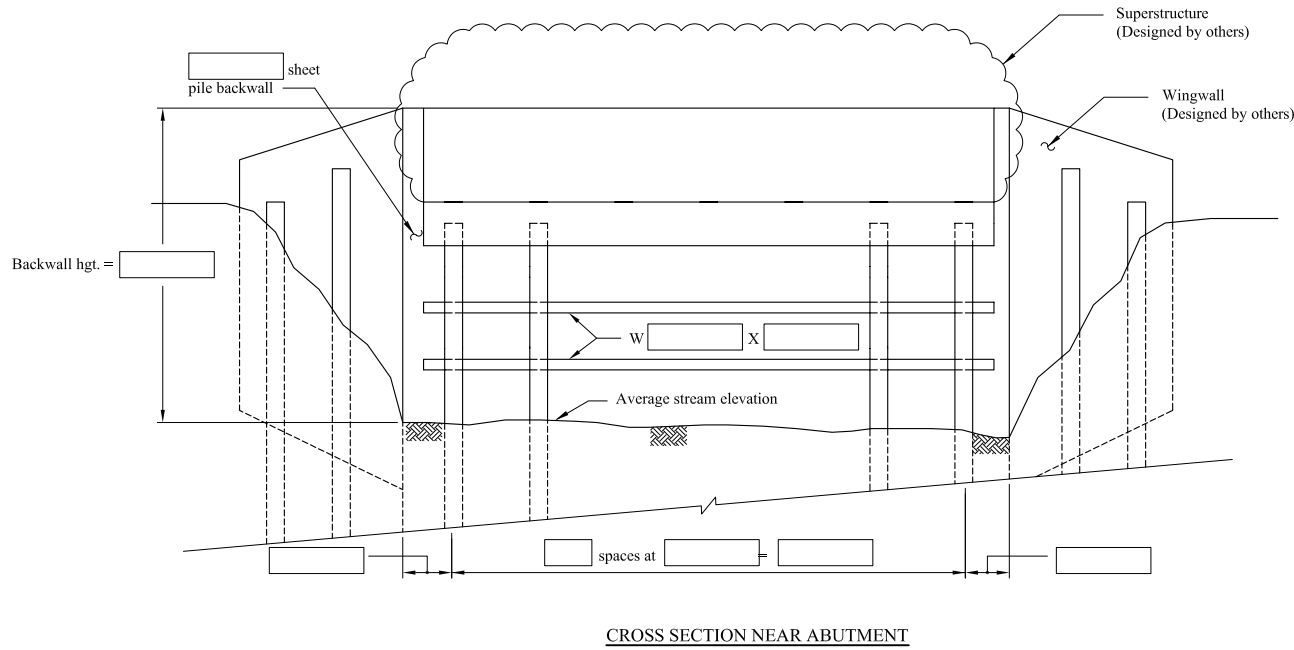 Superstructure
(Designed by others)
sheet
pile backwall
Wingwall
(Designed by others)
Backwall hgt. =
W X
Average stream elevation
spaces at =
CROSS SECTION NEAR ABUTMENT